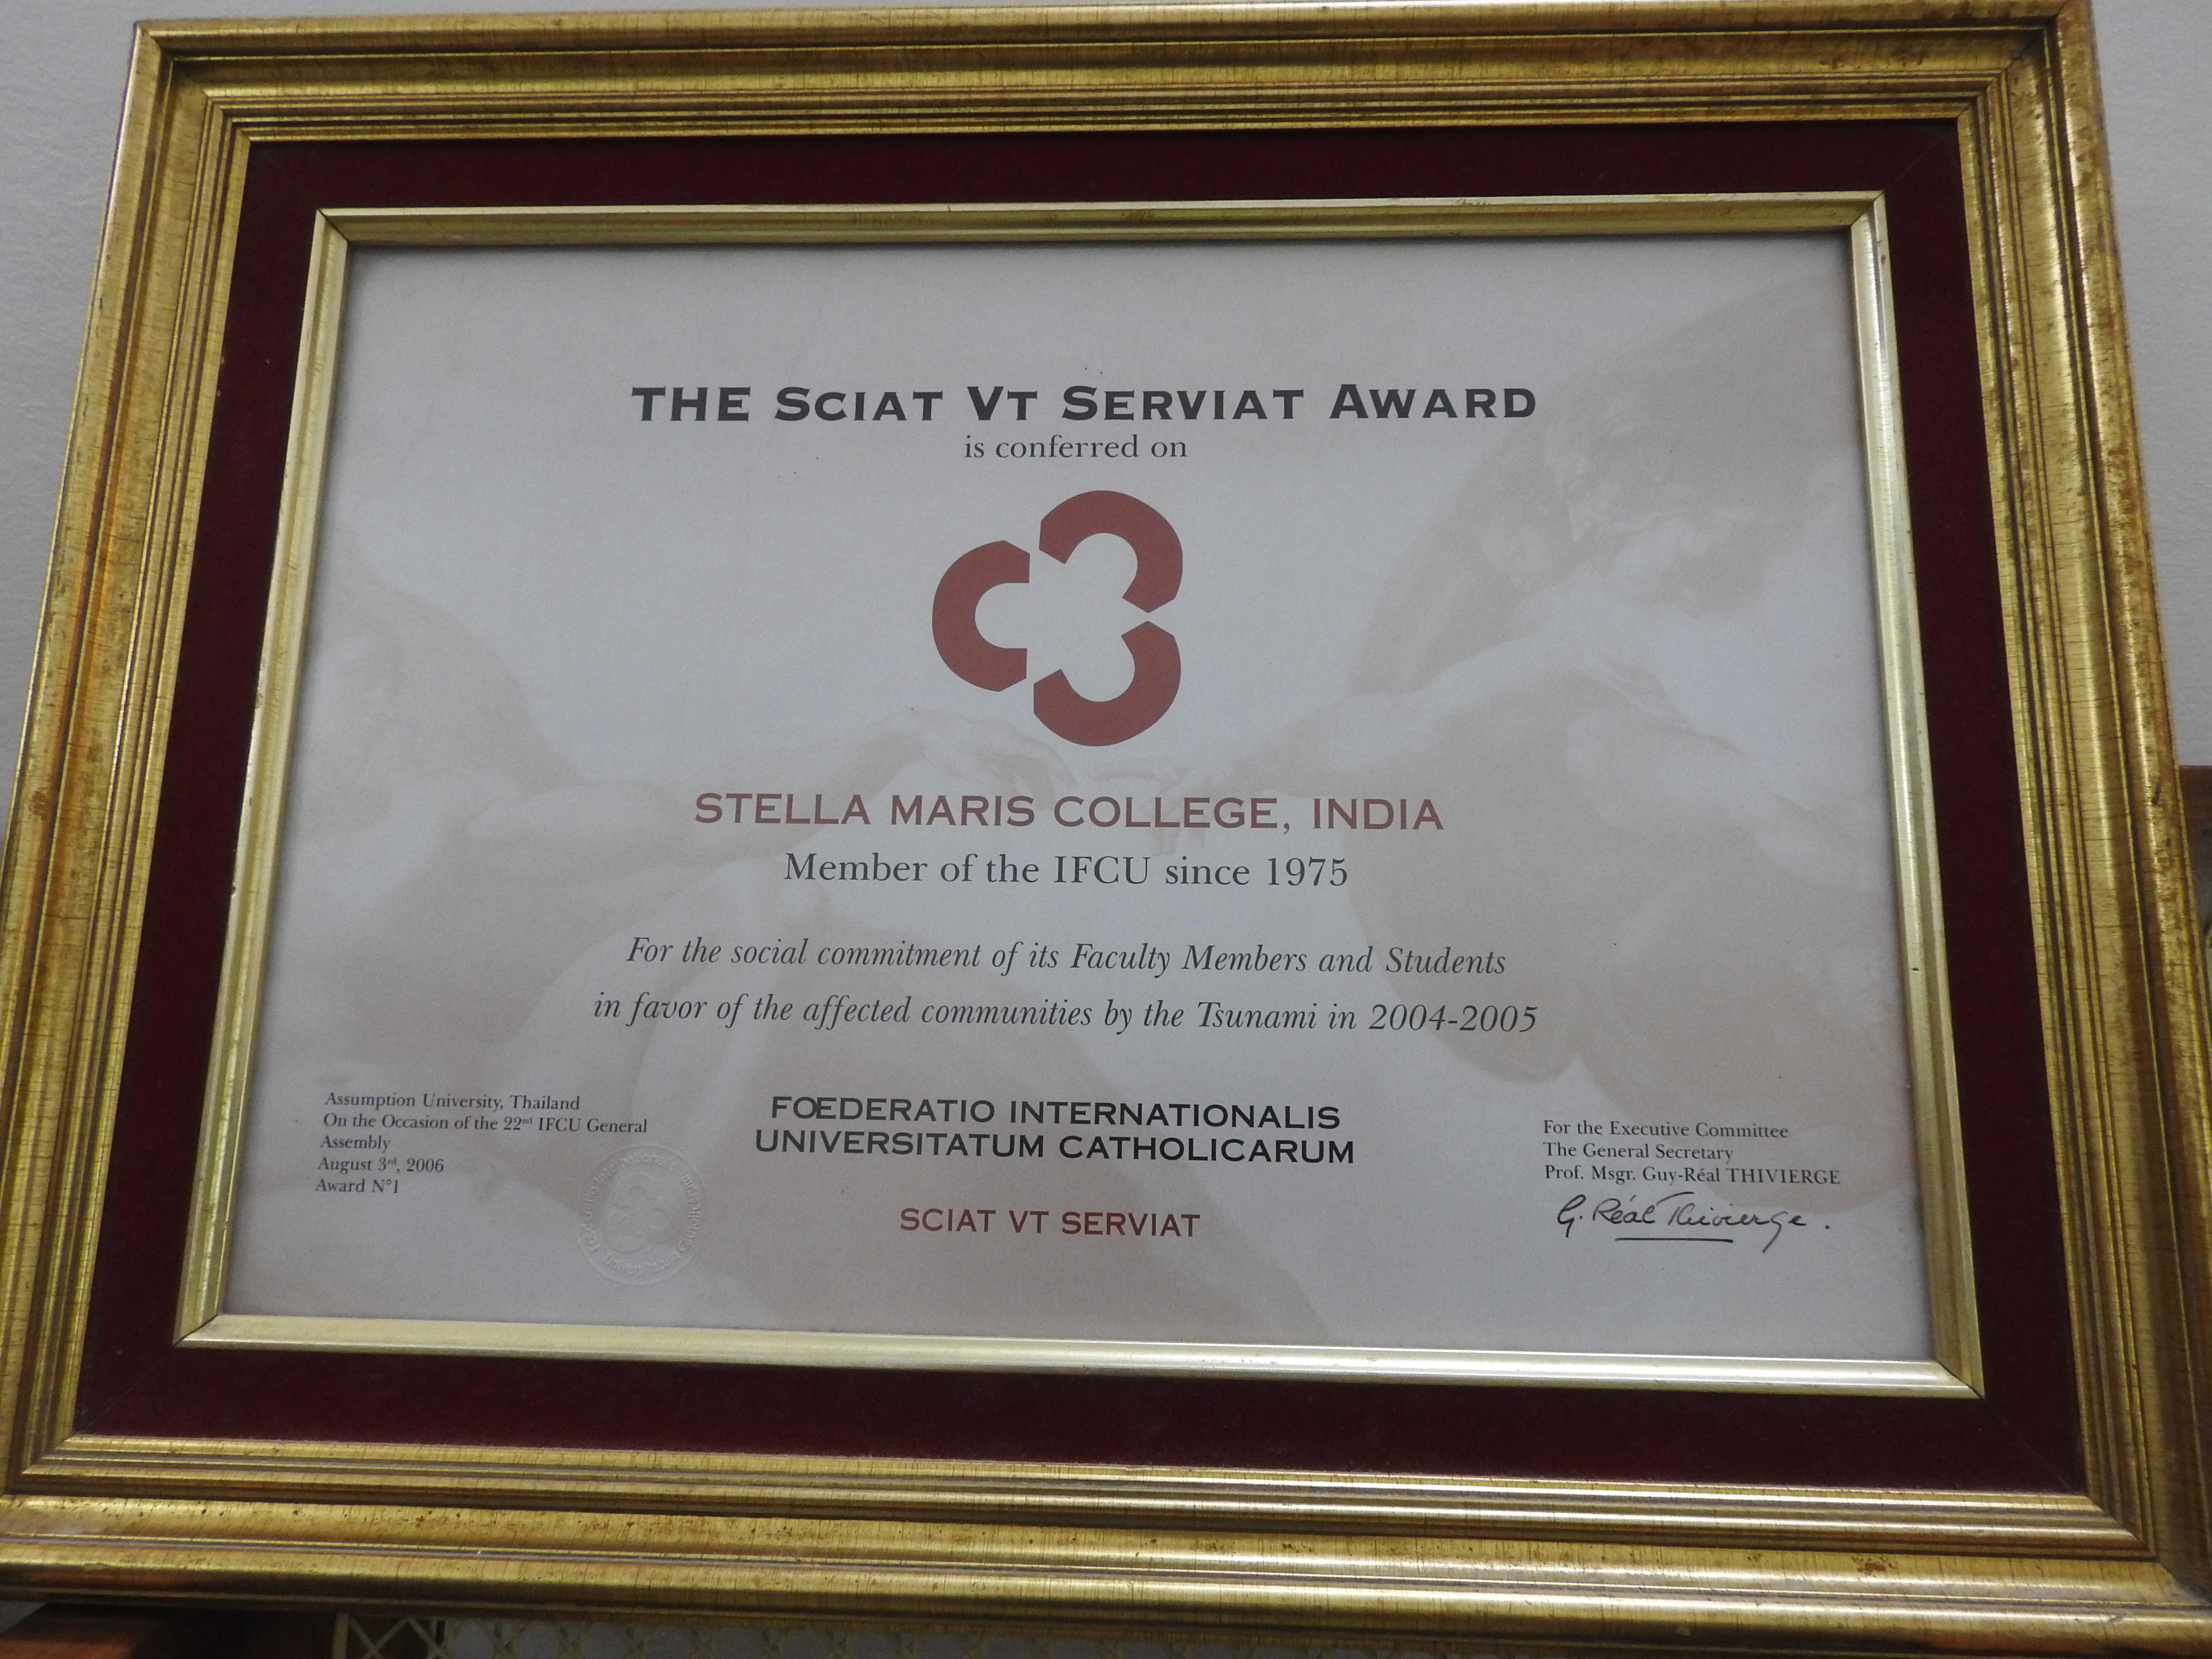 THE SCIAT VT SERVIAT AWARD
is conferred on
STELLA MARIS COLLEGE, INDIA
Member of the IFCU since 1975
For the social commitment of its Faculty Members and Students
in favor of the affected communities by the Tsunami in 2004-2005
Assumption University, Thailand
On the Occasion of the 22nd IFCU General
Assembly
August 3rd, 2006
Award N°1
FOEDERATIO INTERNATIONALIS
UNIVERSITATUM CATHOLICARUM
SCIAT VT SERVIAT
For the Executive Committee
The General Secretary
Prof. Msgr. Guy-Réal THIVIERGE
G. Réal Thivierge.